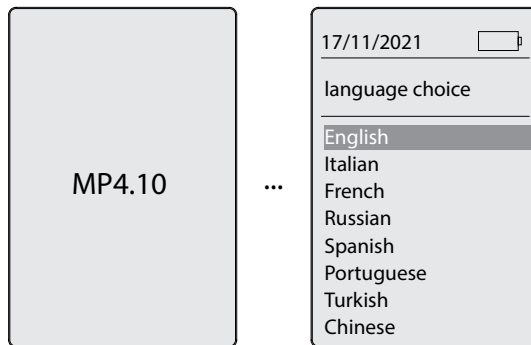 MP4.10
...
17/11/2021
language choice
English
Italian
French
Russian
Spanish
Portuguese
Turkish
Chinese